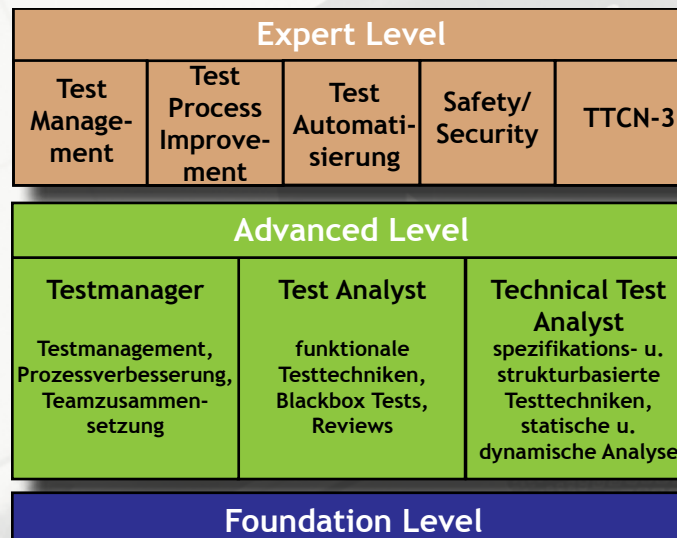 Expert Level
Test
Manage-
ment
Test
Process
Improve-
ment
Test
Automati-
sierung
Safety/
Security
TTCN-3
Advanced Level
Testmanager
Testmanagement,
Prozessverbesserung,
Teamzusammen-
setzung
Test Analyst
funktionale
Testtechniken,
Blackbox Tests,
Reviews
Technical Test
Analyst
spezifikations- u.
strukturbasierte
Testtechniken,
statische u.
dynamische Analyse
Foundation Level